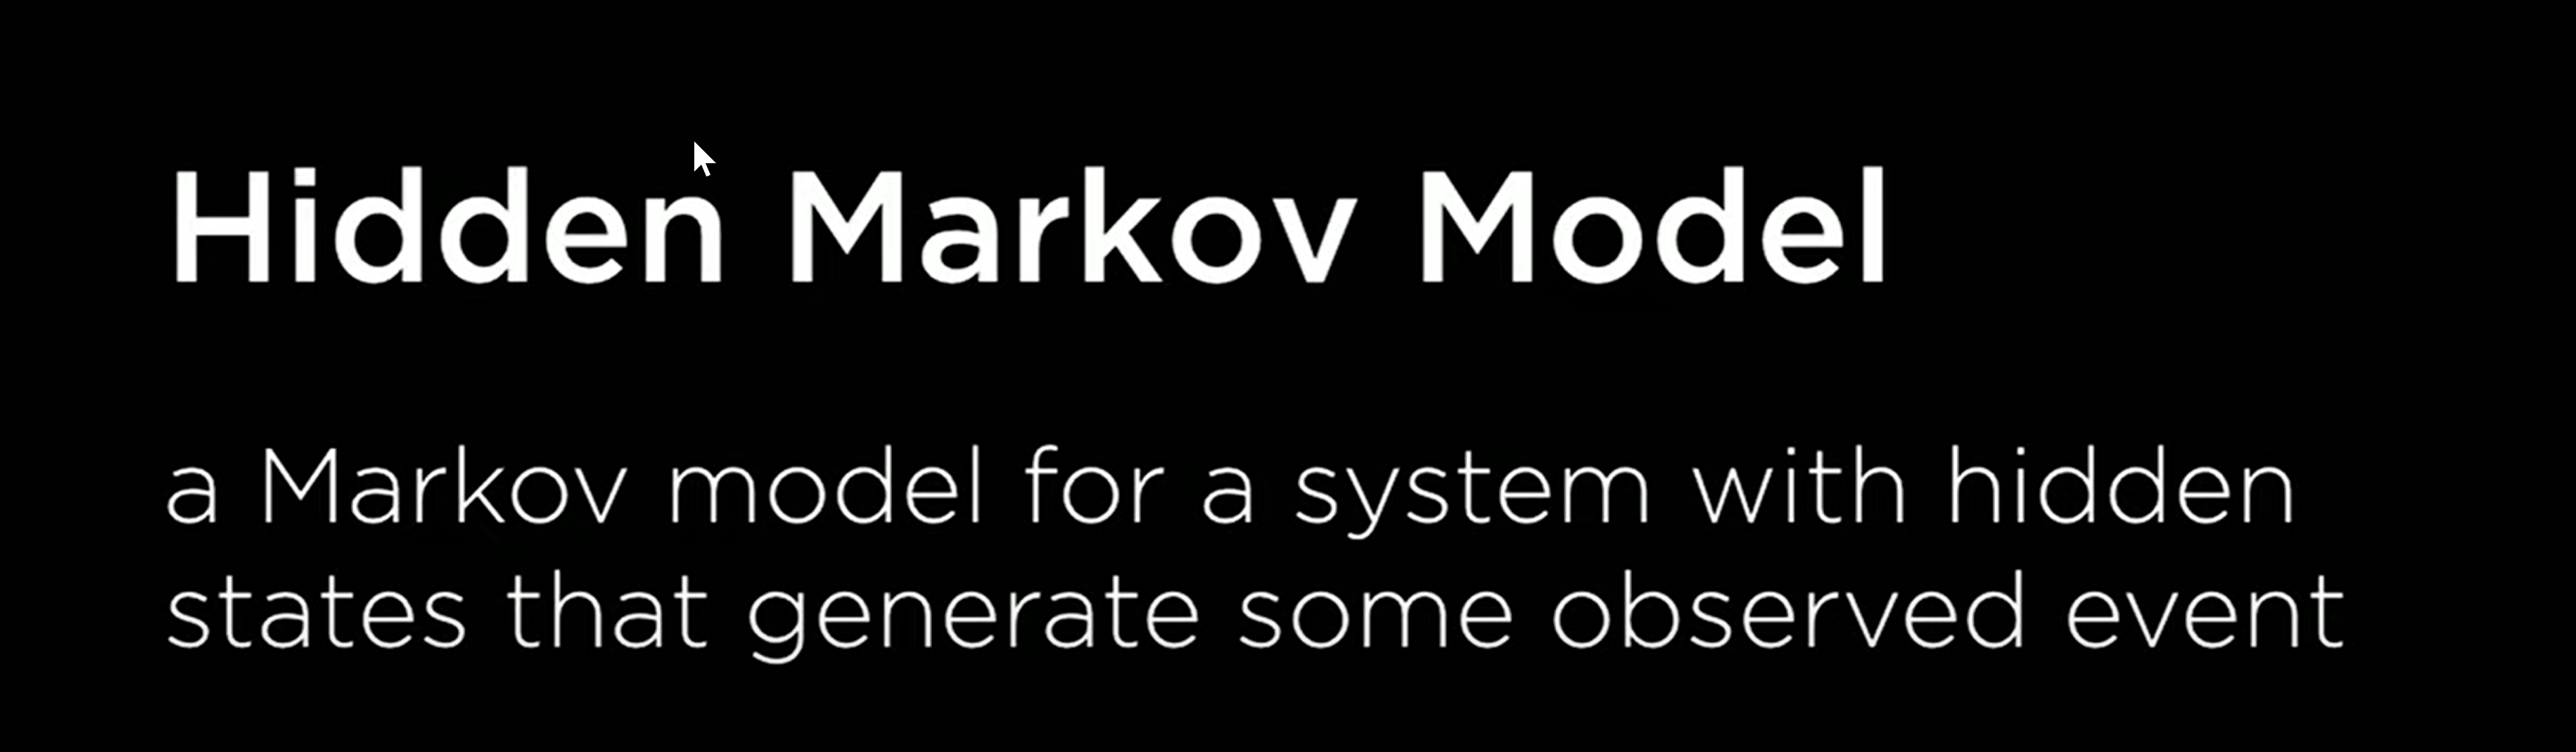 Hidden Markov Model
a Markov model for a system with hidden
states that generate some observed event